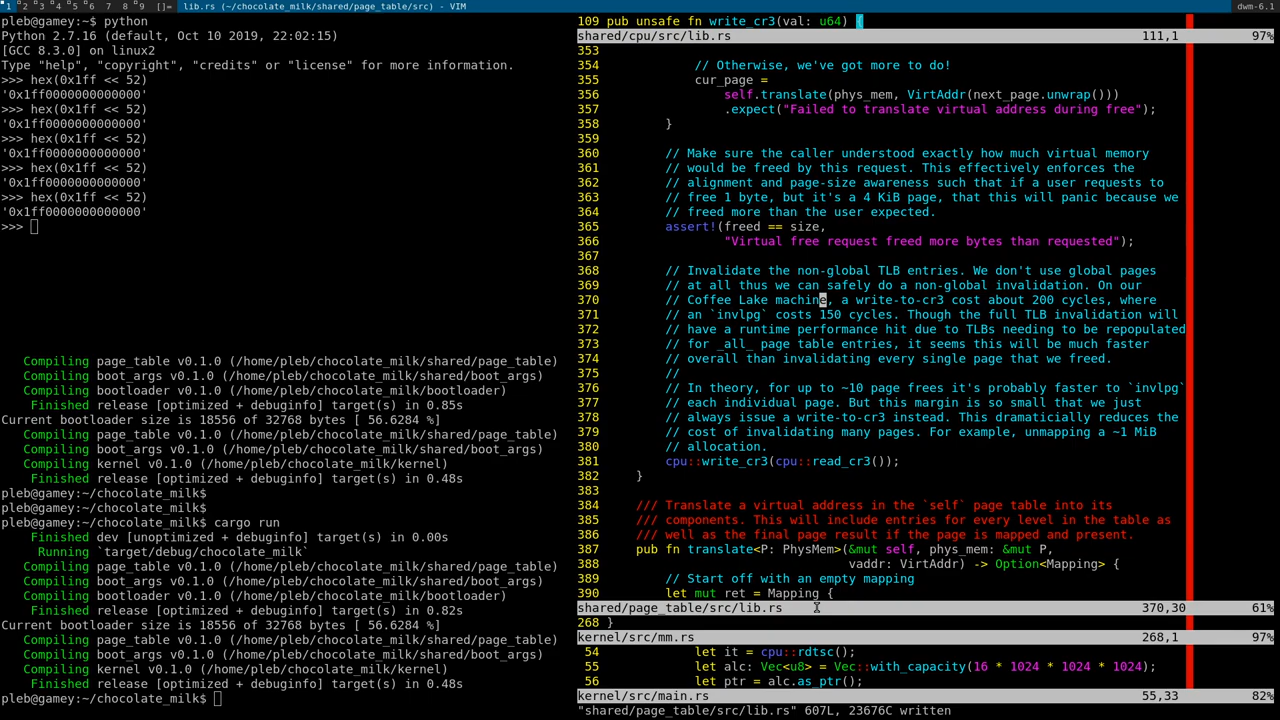 1 2 3 4 5 6 7 8 9 []= lib.rs (~/chocolate_milk/shared/page_table/src) - VIM dwm-6.1
pleb@gamey:~$ python
Python 2.7.16 (default, Oct 10 2019, 22:02:15)
[GCC 8.3.0] on linux2
Type "help", "copyright", "credits" or "license" for more information.
>>> hex(0x1ff << 52)
'0x1ff0000000000000'
>>> hex(0x1ff << 52)
'0x1ff0000000000000'
>>> hex(0x1ff << 52)
'0x1ff0000000000000'
>>> hex(0x1ff << 52)
'0x1ff0000000000000'
>>> hex(0x1ff << 52)
'0x1ff0000000000000'
>>>
Compiling page_table v0.1.0 (/home/pleb/chocolate_milk/shared/page_table)
Compiling boot_args v0.1.0 (/home/pleb/chocolate_milk/shared/boot_args)
Compiling bootloader v0.1.0 (/home/pleb/chocolate_milk/bootloader)
Finished release [optimized + debuginfo] target(s) in 0.85s
Current bootloader size is 18556 of 32768 bytes [ 56.6284 %]
Compiling page_table v0.1.0 (/home/pleb/chocolate_milk/shared/page_table)
Compiling boot_args v0.1.0 (/home/pleb/chocolate_milk/shared/boot_args)
Compiling kernel v0.1.0 (/home/pleb/chocolate_milk/kernel)
Finished release [optimized + debuginfo] target(s) in 0.48s
pleb@gamey:~/chocolate_milk$
pleb@gamey:~/chocolate_milk$
pleb@gamey:~/chocolate_milk$ cargo run
Finished dev [unoptimized + debuginfo] target(s) in 0.00s
Running `target/debug/chocolate_milk`
Compiling page_table v0.1.0 (/home/pleb/chocolate_milk/shared/page_table)
Compiling boot_args v0.1.0 (/home/pleb/chocolate_milk/shared/boot_args)
Compiling bootloader v0.1.0 (/home/pleb/chocolate_milk/bootloader)
Finished release [optimized + debuginfo] target(s) in 0.82s
Current bootloader size is 18556 of 32768 bytes [ 56.6284 %]
Compiling page_table v0.1.0 (/home/pleb/chocolate_milk/shared/page_table)
Compiling boot_args v0.1.0 (/home/pleb/chocolate_milk/shared/boot_args)
Compiling kernel v0.1.0 (/home/pleb/chocolate_milk/kernel)
Finished release [optimized + debuginfo] target(s) in 0.48s
pleb@gamey:~/chocolate_milk$
109 pub unsafe fn write_cr3(val: u64) {
shared/cpu/src/lib.rs 111,1 97%
353
354 // Otherwise, we've got more to do!
355 cur_page =
356 self.translate(phys_mem, VirtAddr(next_page.unwrap()))
357 .expect("Failed to translate virtual address during free");
358 }
359
360 // Make sure the caller understood exactly how much virtual memory
361 // would be freed by this request. This effectively enforces the
362 // alignment and page-size awareness such that if a user requests to
363 // free 1 byte, but it's a 4 KiB page, that this will panic because we
364 // freed more than the user expected.
365 assert!(freed == size,
366 "Virtual free request freed more bytes than requested");
367
368 // Invalidate the non-global TLB entries. We don't use global pages
369 // at all thus we can safely do a non-global invalidation. On our
370 // Coffee Lake machine, a write-to-cr3 cost about 200 cycles, where
371 // an `invlpg` costs 150 cycles. Though the full TLB invalidation will
372 // have a runtime performance hit due to TLBs needing to be repopulated
373 // for _all_ page table entries, it seems this will be much faster
374 // overall than invalidating every single page that we freed.
375 //
376 // In theory, for up to ~10 page frees it's probably faster to `invlpg`
377 // each individual page. But this margin is so small that we just
378 // always issue a write-to-cr3 instead. This dramaticially reduces the
379 // cost of invalidating many pages. For example, unmapping a ~1 MiB
380 // allocation.
381 cpu::write_cr3(cpu::read_cr3());
382 }
383
384 /// Translate a virtual address in the `self` page table into its
385 /// components. This will include entries for every level in the table as
386 /// well as the final page result if the page is mapped and present.
387 pub fn translate<P: PhysMem>(&mut self, phys_mem: &mut P,
388 vaddr: VirtAddr) -> Option<Mapping> {
389 // Start off with an empty mapping
390 let mut ret = Mapping {
shared/page_table/src/lib.rs 370,30 61%
268 }
kernel/src/mm.rs 268,1 97%
54 let it = cpu::rdtsc();
55 let alc: Vec<u8> = Vec::with_capacity(16 * 1024 * 1024 * 1024);
56 let ptr = alc.as_ptr();
kernel/src/main.rs 55,33 82%
"shared/page_table/src/lib.rs" 607L, 23676C written